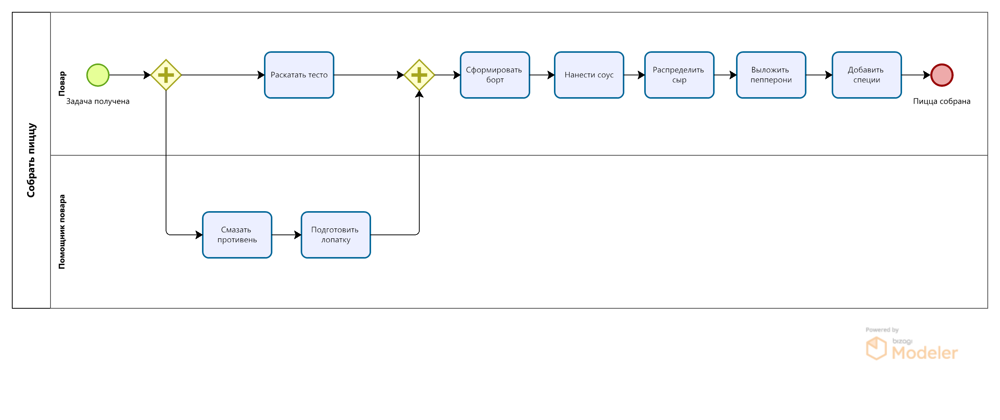 Собрать пиццу
Повар
Задача получена
Раскатать тесто
Сформировать
борт
Нанести соус
Распределить
сыр
Выложить
пепперони
Добавить
специи
Пицца собрана
Помощник повара
Смазать
противень
Подготовить
лопатку
Powered by
bizagi
Modeler